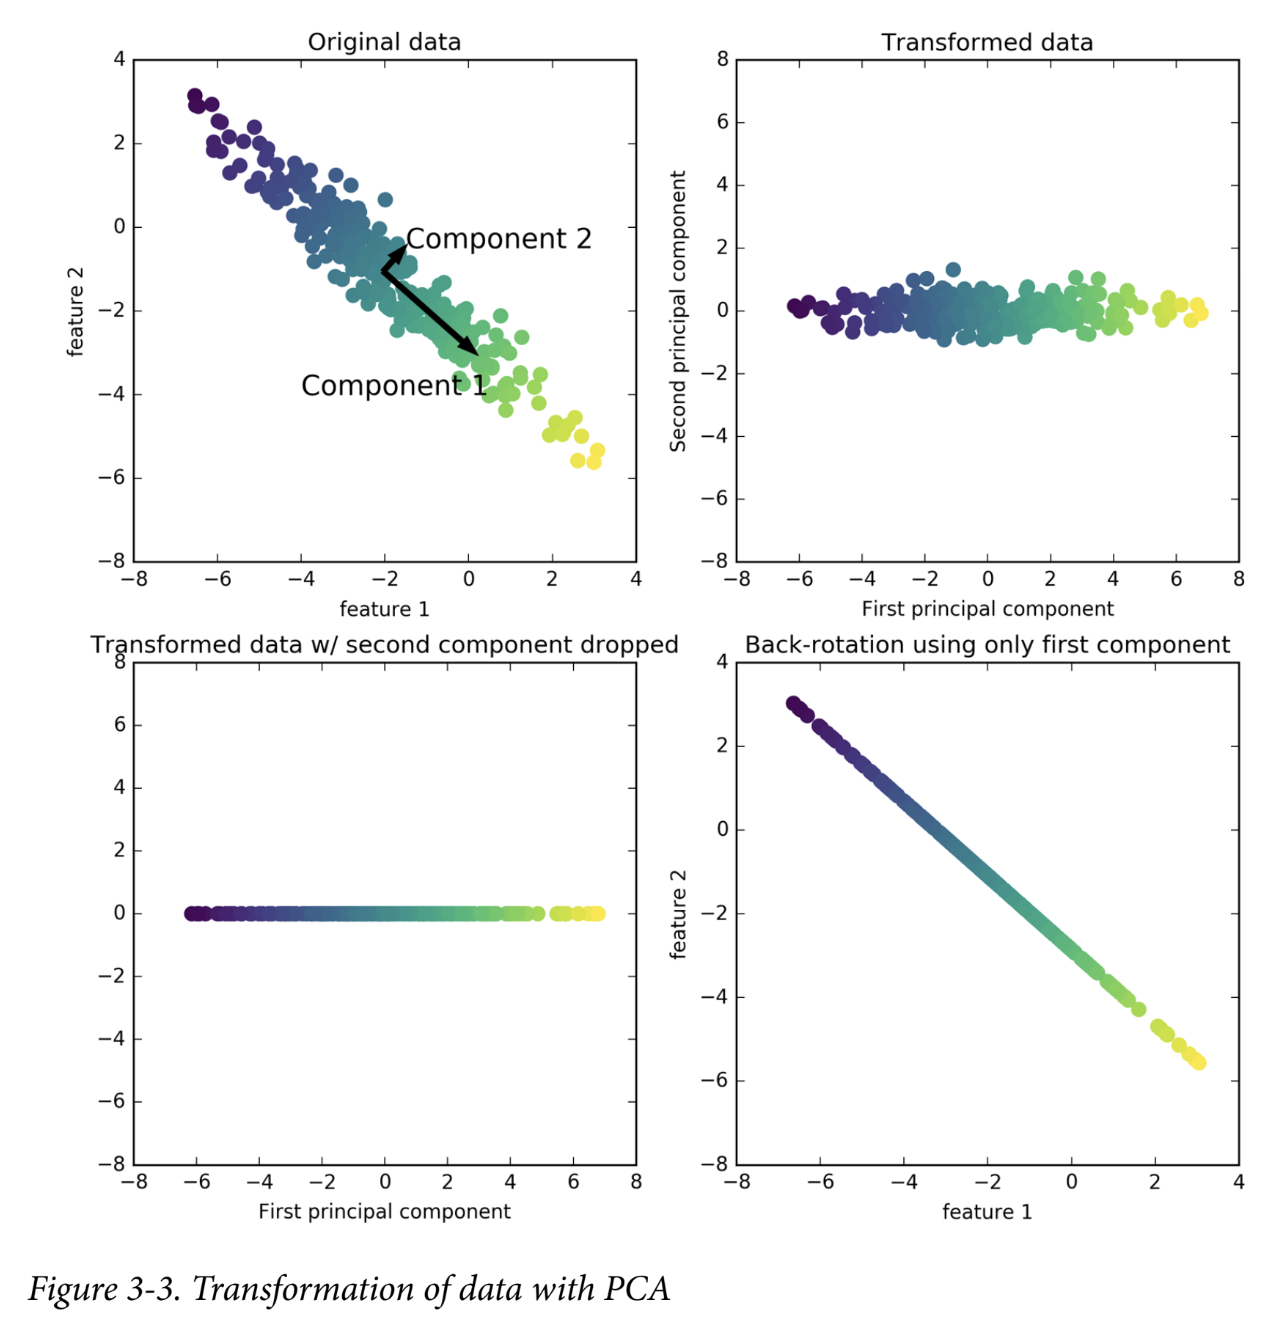 Original data
4
2
0
−2
−4
−6
−8
feature 2
Component 2
Component 1
−8 −6 −4 −2 0 2 4
feature 1
Transformed data
8
6
4
2
0
−2
−4
−6
−8
Second principal component
−8 −6 −4 −2 0 2 4 6 8
First principal component
Transformed data w/ second component dropped
8
6
4
2
0
−2
−4
−6
−8
−8 −6 −4 −2 0 2 4 6 8
First principal component
Back-rotation using only first component
4
2
0
−2
−4
−6
−8
feature 2
−8 −6 −4 −2 0 2 4
feature 1
Figure 3-3. Transformation of data with PCA